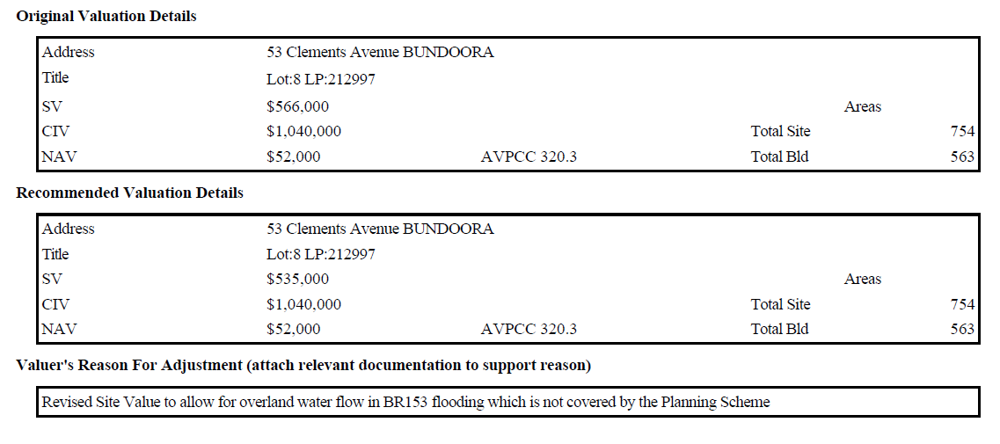 Original Valuation Details
Address 53 Clements Avenue BUNDOORA
Title Lot:8 LP:212997
SV $566,000 Areas
CIV $1,040,000 Total Site 754
NAV $52,000 AVPCC 320.3 Total Bld 563
Recommended Valuation Details
Address 53 Clements Avenue BUNDOORA
Title Lot:8 LP:212997
SV $535,000 Areas
CIV $1,040,000 Total Site 754
NAV $52,000 AVPCC 320.3 Total Bld 563
Valuer's Reason For Adjustment (attach relevant documentation to support reason)
Revised Site Value to allow for overland water flow in BR153 flooding which is not covered by the Planning Scheme